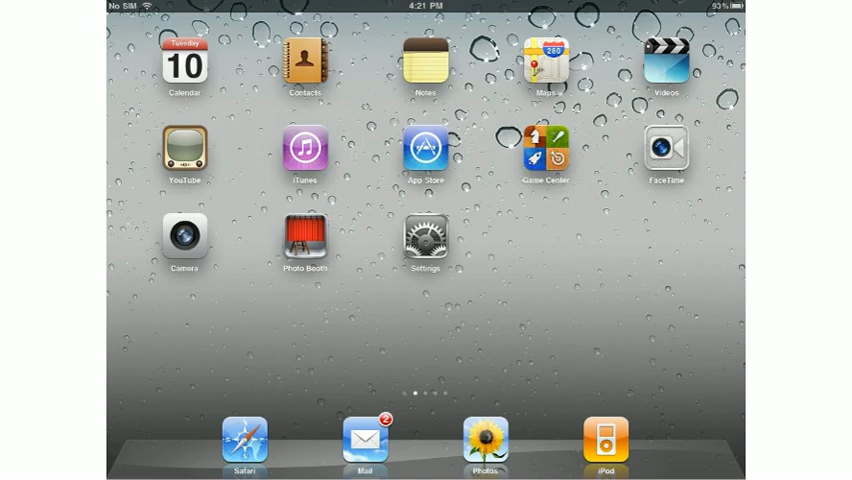 No SIM 4:21 PM 93%
Tuesday
10
280
Calendar Contacts Notes Maps Videos
YouTube iTunes App Store Game Center FaceTime
Camera Photo Booth Settings
2
Safari Mail Photos iPod